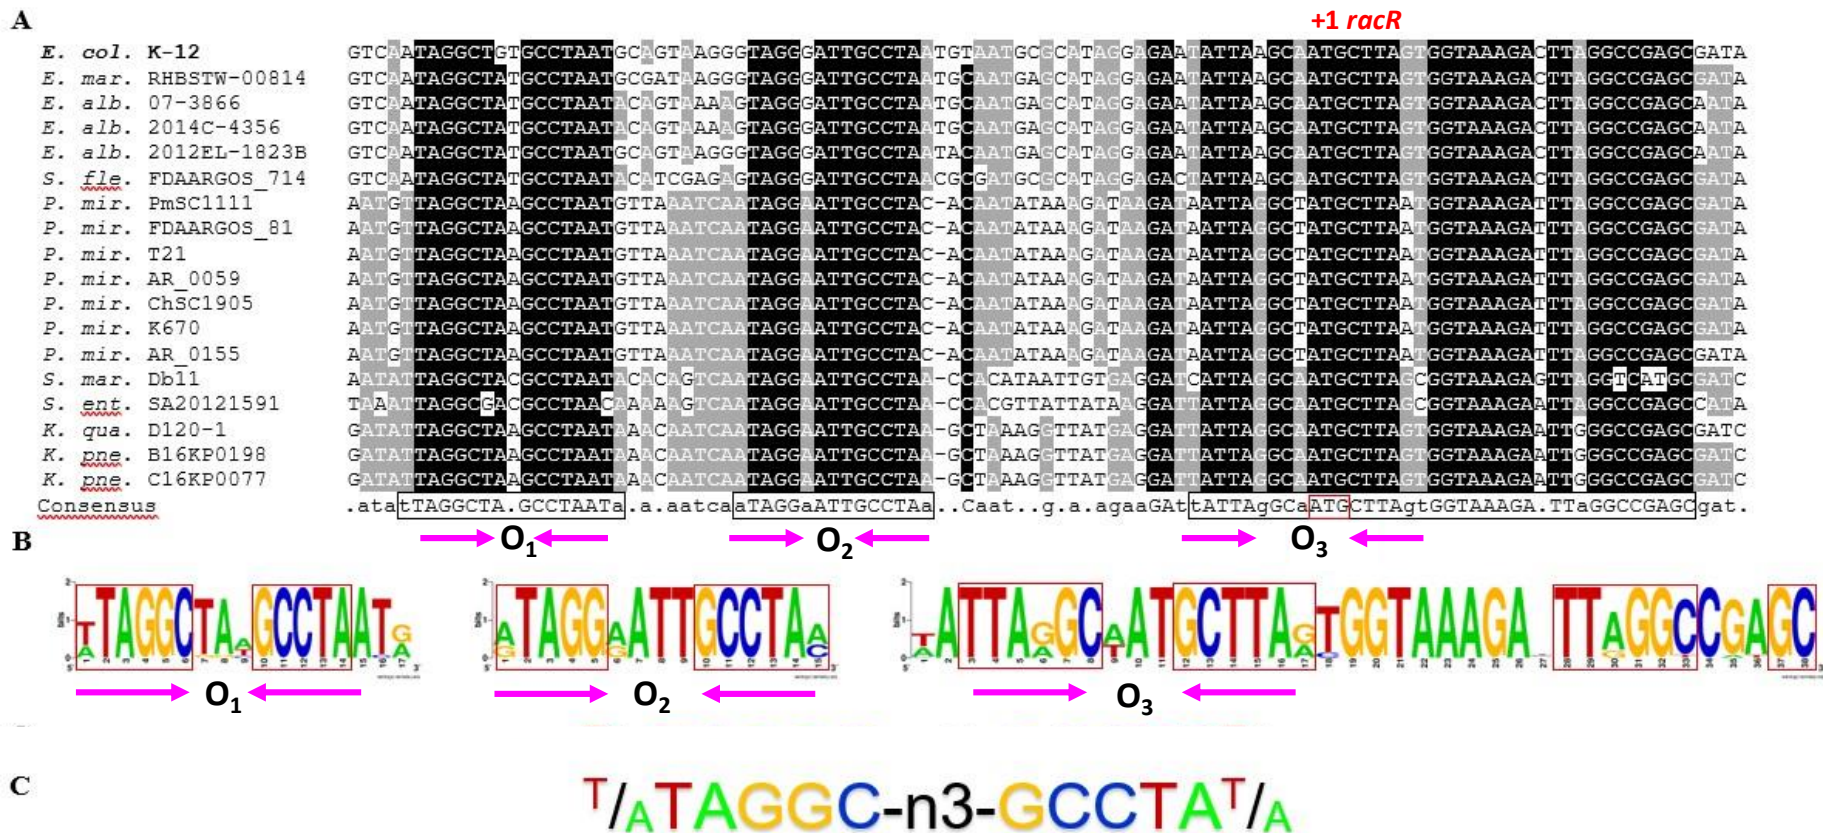 A
+1 racR
E. col. K-12 GTCAATAGGCTGTGCCTAATGCAGTAAGGGTAGGGATTGCCTAATGTAATGCGCATAGGAGAATATTAAGCAATGCTTAGTGGTAAAGACTTAGGCCGAGCGATA
E. mar. RHBSTW-00814 GTCAATAGGCTATGCCTAATGCGATAAGGGTAGGGATTGCCTAATGCAATGAGCATAGGAGAATATTAAGCAATGCTTAGTGGTAAAGACTTAGGCCGAGCGATA
E. alb. 07-3866 GTCAATAGGCTATGCCTAATACAGTAAAAGTAGGGATTGCCTAATGCAATGAGCATAGGAGAATATTAAGCAATGCTTAGTGGTAAAGACTTAGGCCGAGCAATA
E. alb. 2014C-4356 GTCAATAGGCTATGCCTAATACAGTAAAAGTAGGGATTGCCTAATGCAATGAGCATAGGAGAATATTAAGCAATGCTTAGTGGTAAAGACTTAGGCCGAGCAATA
E. alb. 2012EL-1823B GTCAATAGGCTATGCCTAATGCAGTAAGGGTAGGGATTGCCTAATACAATGAGCATAGGAGAATATTAAGCAATGCTTAGTGGTAAAGACTTAGGCCGAGCAATA
S. fle. FDAARGOS_714 GTCAATAGGCTATGCCTAATACATCGAGAGTAGGGATTGCCTAACGCGATGCGCATAGGAGACTATTAAGCAATGCTTAGTGGTAAAGACTTAGGCCGAGCGATA
P. mir. PmSC1111 AATGTTAGGCTAAGCCTAATGTTAAATCAATAGGAATTGCCTAC-ACAATATAAAGATAAGATAATTAGGCTATGCTTAATGGTAAAGATTTAGGCCGAGCGATA
P. mir. FDAARGOS_81 AATGTTAGGCTAAGCCTAATGTTAAATCAATAGGAATTGCCTAC-ACAATATAAAGATAAGATAATTAGGCTATGCTTAATGGTAAAGATTTAGGCCGAGCGATA
P. mir. T21 AATGTTAGGCTAAGCCTAATGTTAAATCAATAGGAATTGCCTAC-ACAATATAAAGATAAGATAATTAGGCTATGCTTAATGGTAAAGATTTAGGCCGAGCGATA
P. mir. AR_0059 AATGTTAGGCTAAGCCTAATGTTAAATCAATAGGAATTGCCTAC-ACAATATAAAGATAAGATAATTAGGCTATGCTTAATGGTAAAGATTTAGGCCGAGCGATA
P. mir. ChSC1905 AATGTTAGGCTAAGCCTAATGTTAAATCAATAGGAATTGCCTAC-ACAATATAAAGATAAGATAATTAGGCTATGCTTAATGGTAAAGATTTAGGCCGAGCGATA
P. mir. K670 AATGTTAGGCTAAGCCTAATGTTAAATCAATAGGAATTGCCTAC-ACAATATAAAGATAAGATAATTAGGCTATGCTTAATGGTAAAGATTTAGGCCGAGCGATA
P. mir. AR_0155 AATGTTAGGCTAAGCCTAATGTTAAATCAATAGGAATTGCCTAC-ACAATATAAAGATAAGATAATTAGGCTATGCTTAATGGTAAAGATTTAGGCCGAGCGATA
S. mar. Db11 AATATTAGGCTACGCCTAATACACAGTCAATAGGAATTGCCTAA-CCACATAATTGTGAGGATCATTAGGCAATGCTTAGCGGTAAAGAGTTAGGTCATGCGATC
S. ent. SA20121591 TAAATTAGGCGACGCCTAACAAAAAGTCAATAGGAATTGCCTAA-CCACGTTATTATAAGGATTATTAGGCAATGCTTAGCGGTAAAGAATTAGGCCGAGCCATA
K. qua. D120-1 GATATTAGGCTAAGCCTAATAAACAATCAATAGGAATTGCCTAA-GCTAAAGGTTATGAGGATTATTAGGCAATGCTTAGTGGTAAAGAATTGGGCCGAGCGATC
K. pne. B16KP0198 GATATTAGGCTAAGCCTAATAAACAATCAATAGGAATTGCCTAA-GCTAAAGGTTATGAGGATTATTAGGCAATGCTTAGTGGTAAAGAATTGGGCCGAGCGATC
K. pne. C16KP0077 GATATTAGGCTAAGCCTAATAAACAATCAATAGGAATTGCCTAA-GCTAAAGGTTATGAGGATTATTAGGCAATGCTTAGTGGTAAAGAATTGGGCCGAGCGATC
Consensus .atatTAGGCTA.GCCTAATa.a.aatcaaTAGGaATTGCCTAa..Caat..g.a.agaaGAttATTAgGCaATGCTTAgtGGTAAAGA.TTaGGCCGAGCgat.
O1 O2 O3
B
O1 O2 O3
C
T/ATAGGC-n3-GCCTAT/A